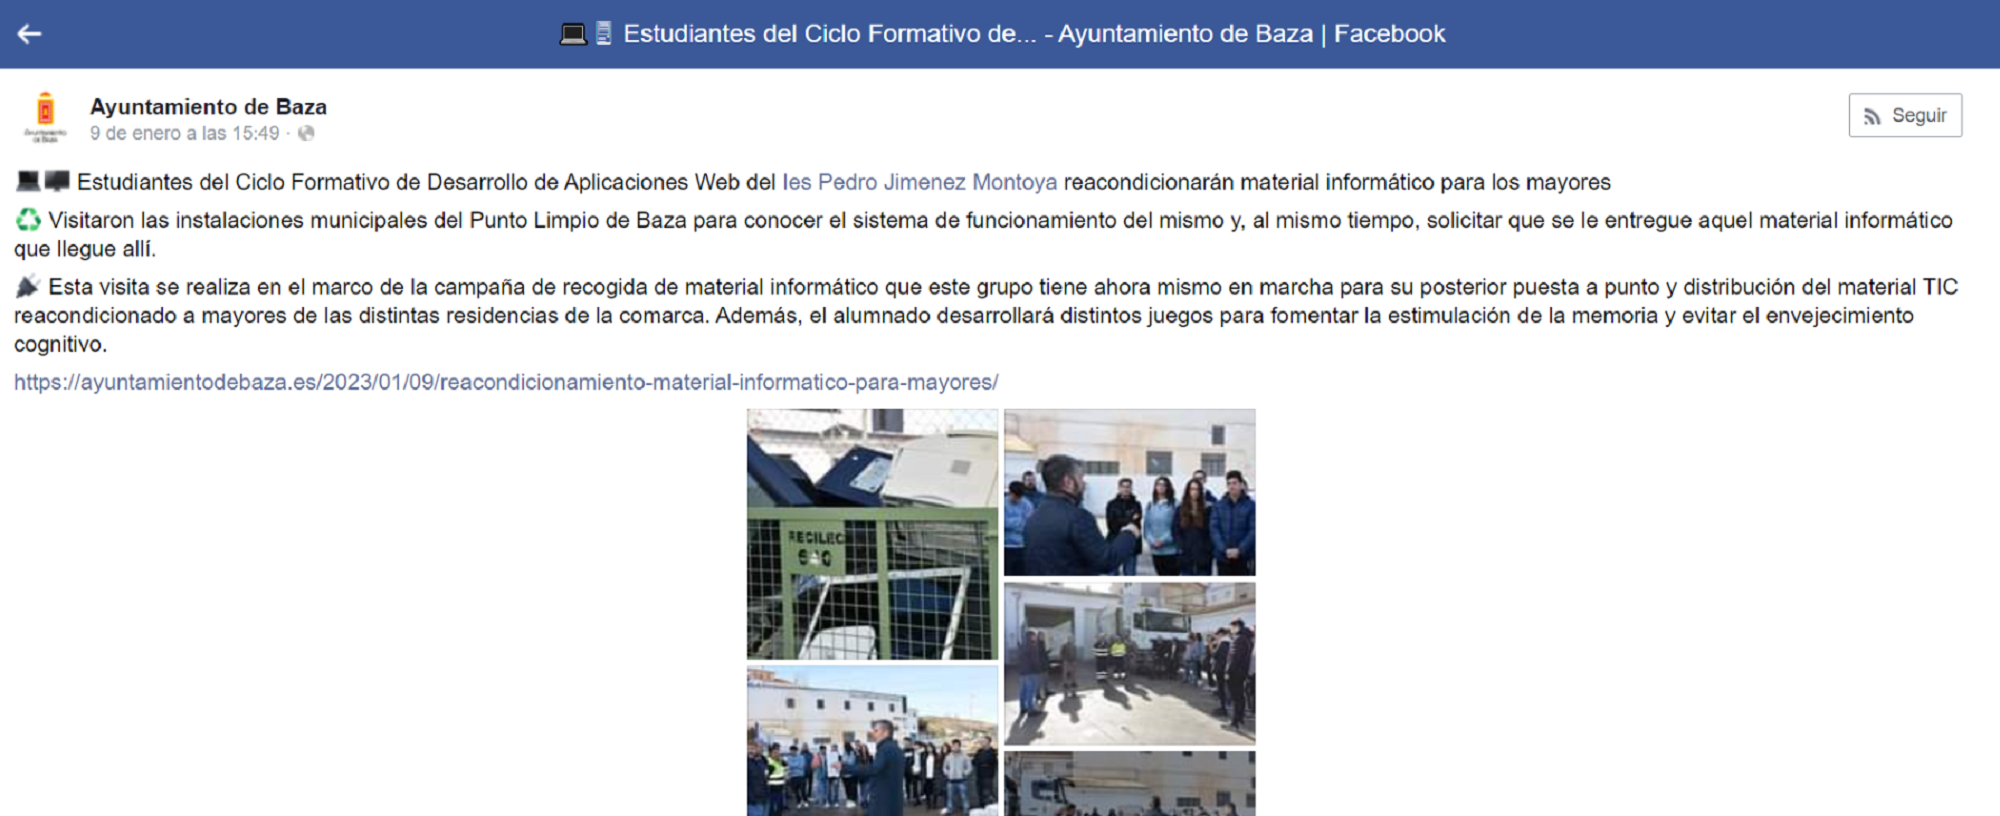 Estudiantes del Ciclo Formativo de... - Ayuntamiento de Baza | Facebook
Ayuntamiento de Baza
9 de enero a las 15:49 ·
Seguir
Estudiantes del Ciclo Formativo de Desarrollo de Aplicaciones Web del Ies Pedro Jimenez Montoya reacondicionarán material informático para los mayores
Visitaron las instalaciones municipales del Punto Limpio de Baza para conocer el sistema de funcionamiento del mismo y, al mismo tiempo, solicitar que se le entregue aquel material informático
que llegue allí.
Esta visita se realiza en el marco de la campaña de recogida de material informático que este grupo tiene ahora mismo en marcha para su posterior puesta a punto y distribución del material TIC
reacondicionado a mayores de las distintas residencias de la comarca. Además, el alumnado desarrollará distintos juegos para fomentar la estimulación de la memoria y evitar el envejecimiento
cognitivo.
https://ayuntamientodebaza.es/2023/01/09/reacondicionamiento-material-informatico-para-mayores/
RECILEC